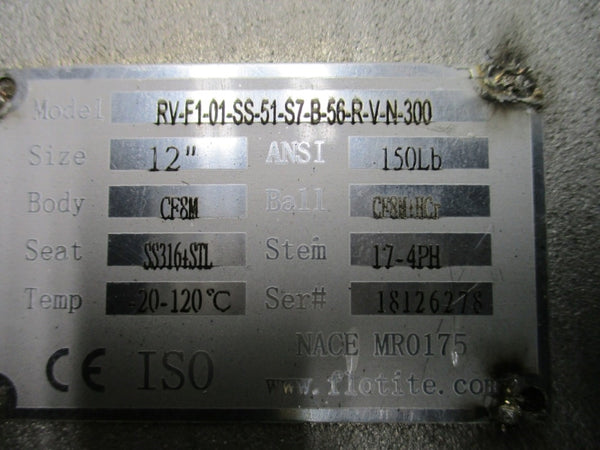 Model RV-F1-01-SS-51-S7-B-56-R-V-N-300
Size 12" ANSI 150Lb
Body CF8M Ball CF8M+HCr
Seat SS316+STL Stem 17-4PH
Temp -20-120℃ Ser# 18126278
NACE MR0175
CE ISO www.flotite.com